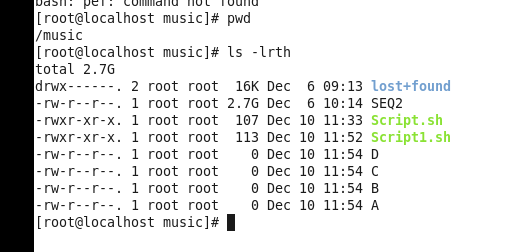 bash: per: command not found
[root@localhost music]# pwd
/music
[root@localhost music]# ls -lrth
total 2.7G
drwx------. 2 root root  16K Dec  6 09:13 lost+found
-rw-r--r--. 1 root root 2.7G Dec  6 10:14 SEQ2
-rwxr-xr-x. 1 root root  107 Dec 10 11:33 Script.sh
-rwxr-xr-x. 1 root root  113 Dec 10 11:52 Script1.sh
-rw-r--r--. 1 root root    0 Dec 10 11:54 D
-rw-r--r--. 1 root root    0 Dec 10 11:54 C
-rw-r--r--. 1 root root    0 Dec 10 11:54 B
-rw-r--r--. 1 root root    0 Dec 10 11:54 A
[root@localhost music]#